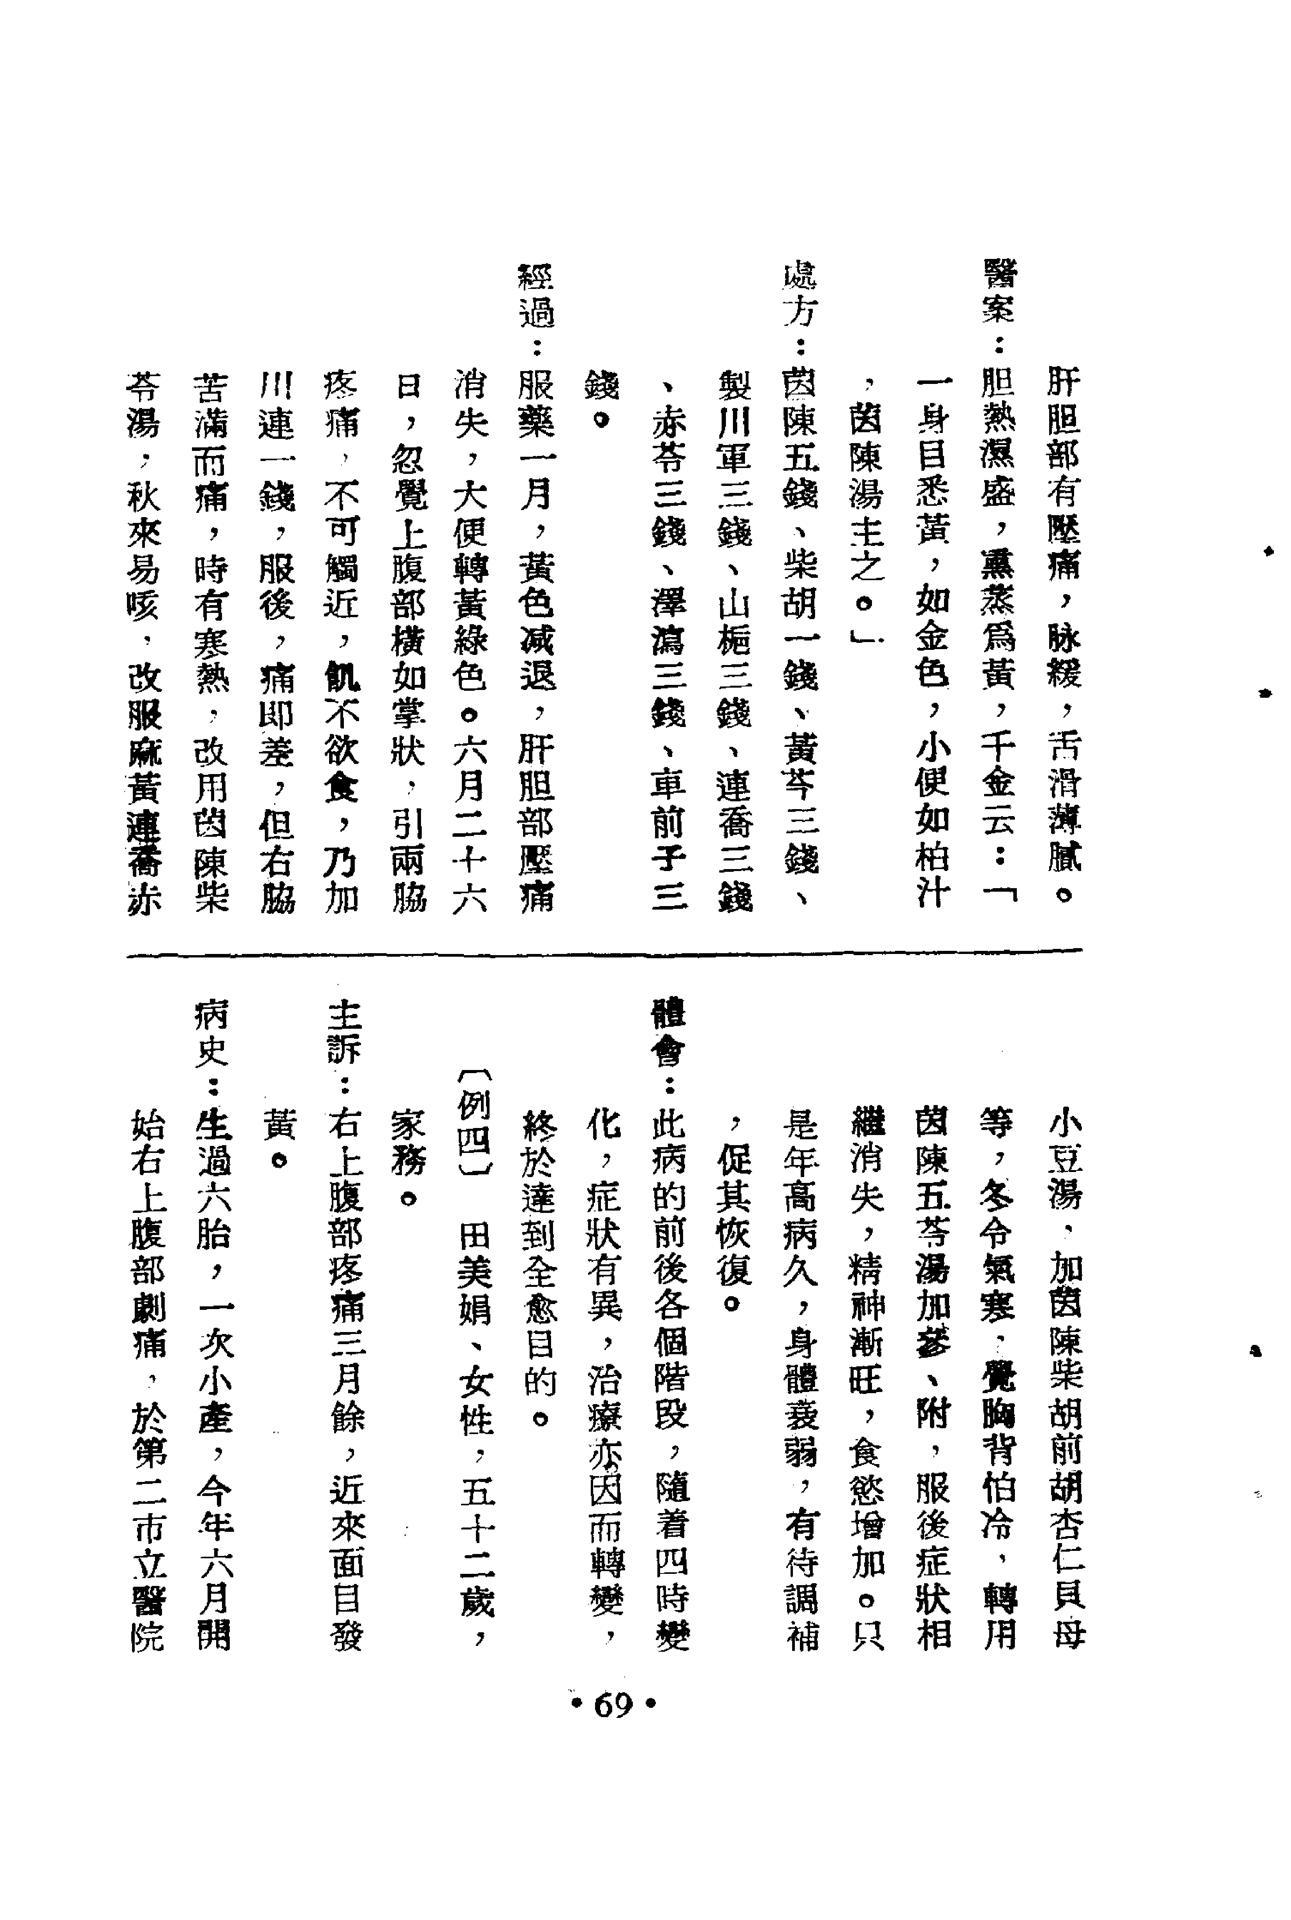 肝胆部有壓痛，脉緩，舌滑薄膩。
醫案：胆熱濕盛，熏蒸爲黃，千金云：「
一身目悉黃，如金色，小便如柏汁
，茵陳湯主之。」
處方：茵陳五錢、柴胡一錢、黃芩三錢、
製川軍三錢、山梔三錢、連喬三錢
、赤苓三錢、澤瀉三錢、車前子三
錢。
經過：服藥一月，黃色减退，肝胆部壓痛
消失，大便轉黃綠色。六月二十六
日，忽覺上腹部橫如掌狀，引兩脇
疼痛，不可觸近，飢不欲食，乃加
川連一錢，服後，痛即差，但右脇
苦滿而痛，時有寒熱，改用茵陳柴
苓湯，秋來易咳，改服麻黃連喬赤
小豆湯，加茵陳柴胡前胡杏仁貝母
等，冬令氣寒，覺胸背怕冷，轉用
茵陳五苓湯加參、附，服後症狀相
繼消失，精神漸旺，食慾增加。只
是年高病久，身體衰弱，有待調補
，促其恢復。
體會：此病的前後各個階段，隨着四時變
化，症狀有異，治療亦因而轉變，
終於達到全愈目的。
〔例四〕　田美娟、女性，五十二歲，
家務。
主訴：右上腹部疼痛三月餘，近來面目發
黃。
病史：生過六胎，一次小產，今年六月開
始右上腹部劇痛，於第二市立醫院
• 69 •